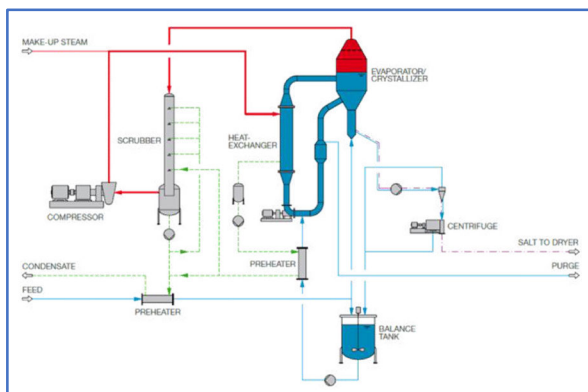 MAKE-UP STEAM
EVAPORATOR/
CRYSTALLIZER
SCRUBBER
HEAT-
EXCHANGER
COMPRESSOR
CENTRIFUGE
SALT TO DRYER
CONDENSATE
PREHEATER
PURGE
FEED
PREHEATER
BALANCE
TANK